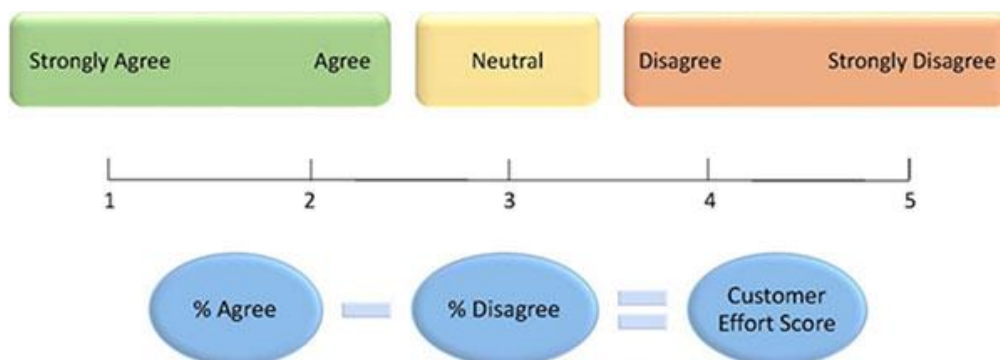 Strongly Agree Agree Neutral Disagree Strongly Disagree
1 2 3 4 5
% Agree % Disagree Customer
Effort Score